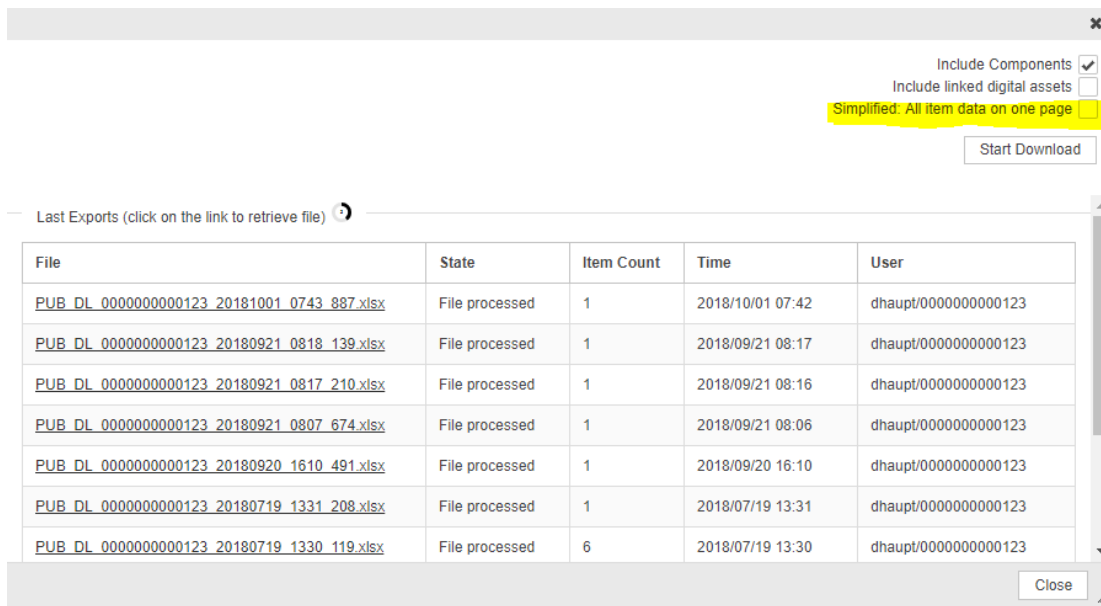 Include Components
Include linked digital assets
Simplified: All item data on one page
Start Download
Last Exports (click on the link to retrieve file)
File State Item Count Time User
PUB_DL_0000000000123_20181001_0743_887.xlsx File processed 1 2018/10/01 07:42 dhaupt/0000000000123
PUB_DL_0000000000123_20180921_0818_139.xlsx File processed 1 2018/09/21 08:17 dhaupt/0000000000123
PUB_DL_0000000000123_20180921_0817_210.xlsx File processed 1 2018/09/21 08:16 dhaupt/0000000000123
PUB_DL_0000000000123_20180921_0807_674.xlsx File processed 1 2018/09/21 08:06 dhaupt/0000000000123
PUB_DL_0000000000123_20180920_1610_491.xlsx File processed 1 2018/09/20 16:10 dhaupt/0000000000123
PUB_DL_0000000000123_20180719_1331_208.xlsx File processed 1 2018/07/19 13:31 dhaupt/0000000000123
PUB_DL_0000000000123_20180719_1330_119.xlsx File processed 6 2018/07/19 13:30 dhaupt/0000000000123
Close